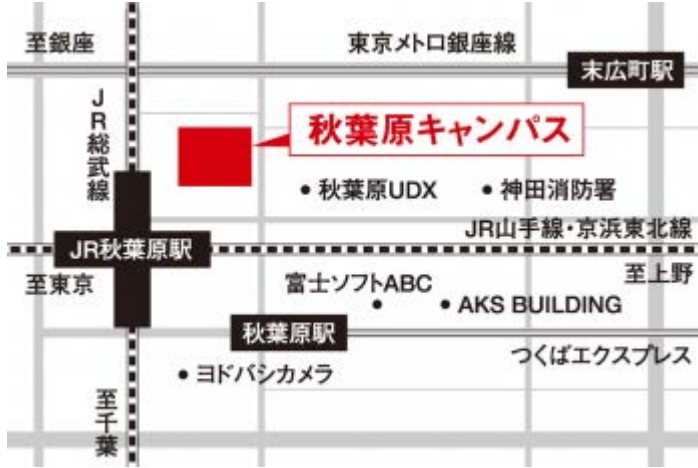 至銀座
東京メトロ銀座線
末広町駅
JR総武線
秋葉原キャンパス
● 秋葉原UDX
● 神田消防署
JR山手線・京浜東北線
JR秋葉原駅
至東京
至上野
富士ソフトABC
● AKS BUILDING
秋葉原駅
つくばエクスプレス
● ヨドバシカメラ
至千葉